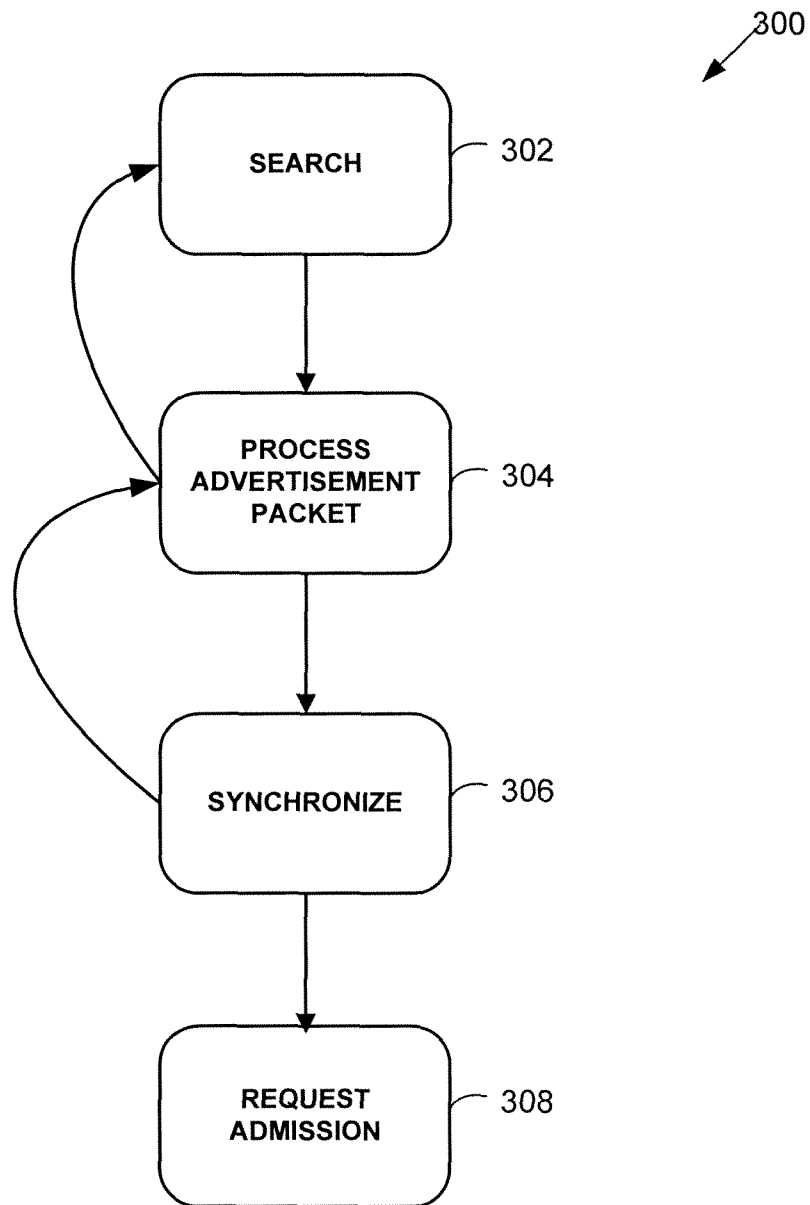 300
SEARCH
302
PROCESS
ADVERTISEMENT
PACKET
304
SYNCHRONIZE
306
REQUEST
ADMISSION
308